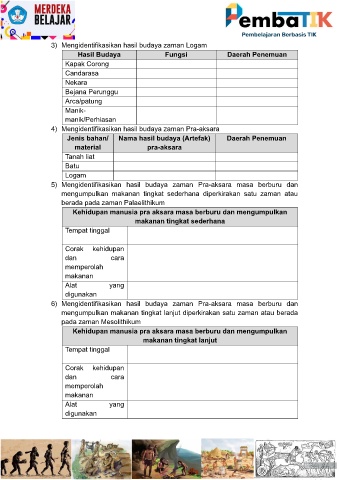 MERDEKA
BELAJAR
PembaTIK
Pembelajaran Berbasis TIK
3) Mengidentifikasikan hasil budaya zaman Logam
Hasil Budaya Fungsi Daerah Penemuan
Kapak Corong
Candarasa
Nekara
Bejana Perunggu
Arca/patung
Manik-
manik/Perhiasan
4) Mengidentifikasikan hasil budaya zaman Pra-aksara
Jenis bahan/ Nama hasil budaya (Artefak) Daerah Penemuan
material pra-aksara
Tanah liat
Batu
Logam
5) Mengidentifikasikan hasil budaya zaman Pra-aksara masa berburu dan
mengumpulkan makanan tingkat sederhana diperkirakan satu zaman atau
berada pada zaman Palaelithikum
Kehidupan manusia pra aksara masa berburu dan mengumpulkan
makanan tingkat sederhana
Tempat tinggal
Corak kehidupan
dan cara
memperolah
makanan
Alat yang
digunakan
6) Mengidentifikasikan hasil budaya zaman Pra-aksara masa berburu dan
mengumpulkan makanan tingkat lanjut diperkirakan satu zaman atau berada
pada zaman Mesolithikum
Kehidupan manusia pra aksara masa berburu dan mengumpulkan
makanan tingkat lanjut
Tempat tinggal
Corak kehidupan
dan cara
memperolah
makanan
Alat yang
digunakan